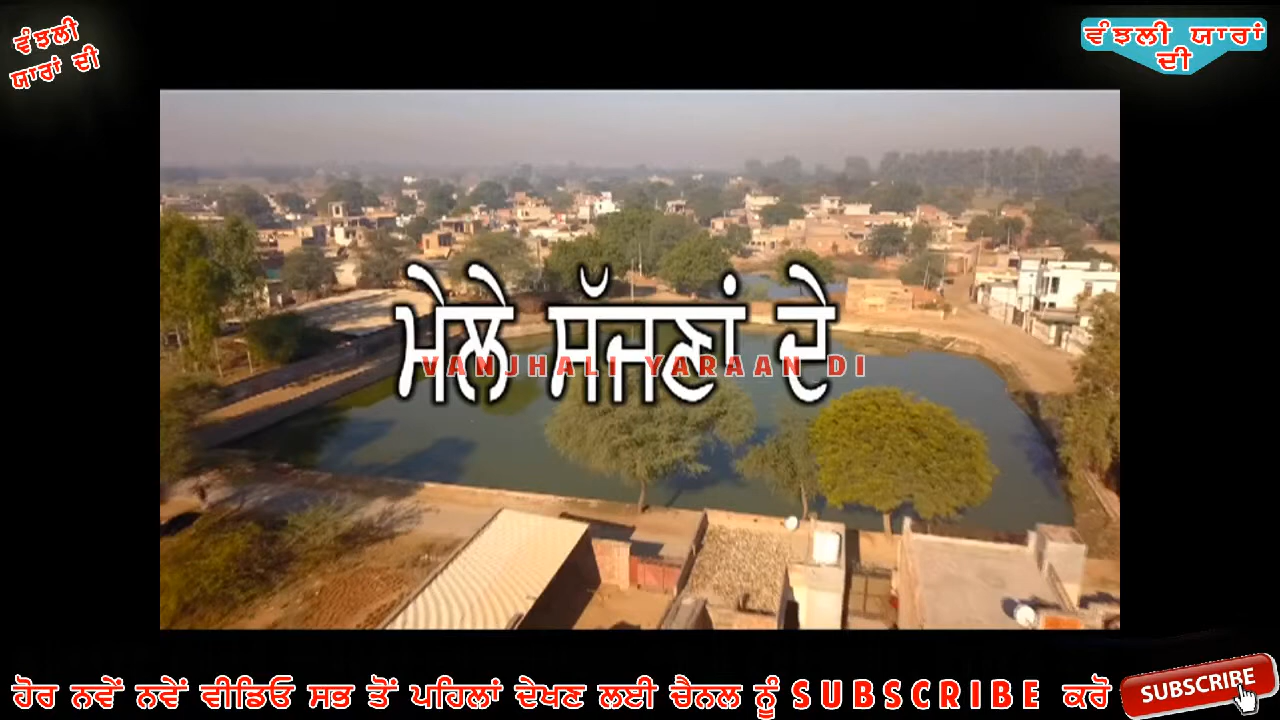 ਵੰਝਲੀ
ਯਾਰਾਂ ਦੀ
ਵੰਝਲੀ ਯਾਰਾਂ
ਦੀ
ਮੇਲੇ ਸੱਜਣਾਂ ਦੇ
VANJHALI YARAAN DI
ਹੋਰ ਨਵੇਂ ਨਵੇਂ ਵੀਡਿਓ ਸਭ ਤੋਂ ਪਹਿਲਾਂ ਦੇਖਣ ਲਈ ਚੈਨਲ ਨੂੰ SUBSCRIBE ਕਰੋ
SUBSCRIBE